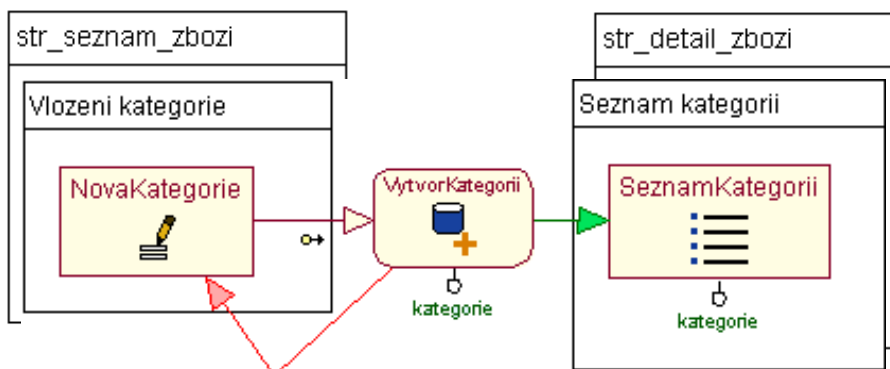 str_seznam_zbozi
Vlozeni kategorie
NovaKategorie
VytvorKategorii
kategorie
str_detail_zbozi
Seznam kategorii
SeznamKategorii
kategorie